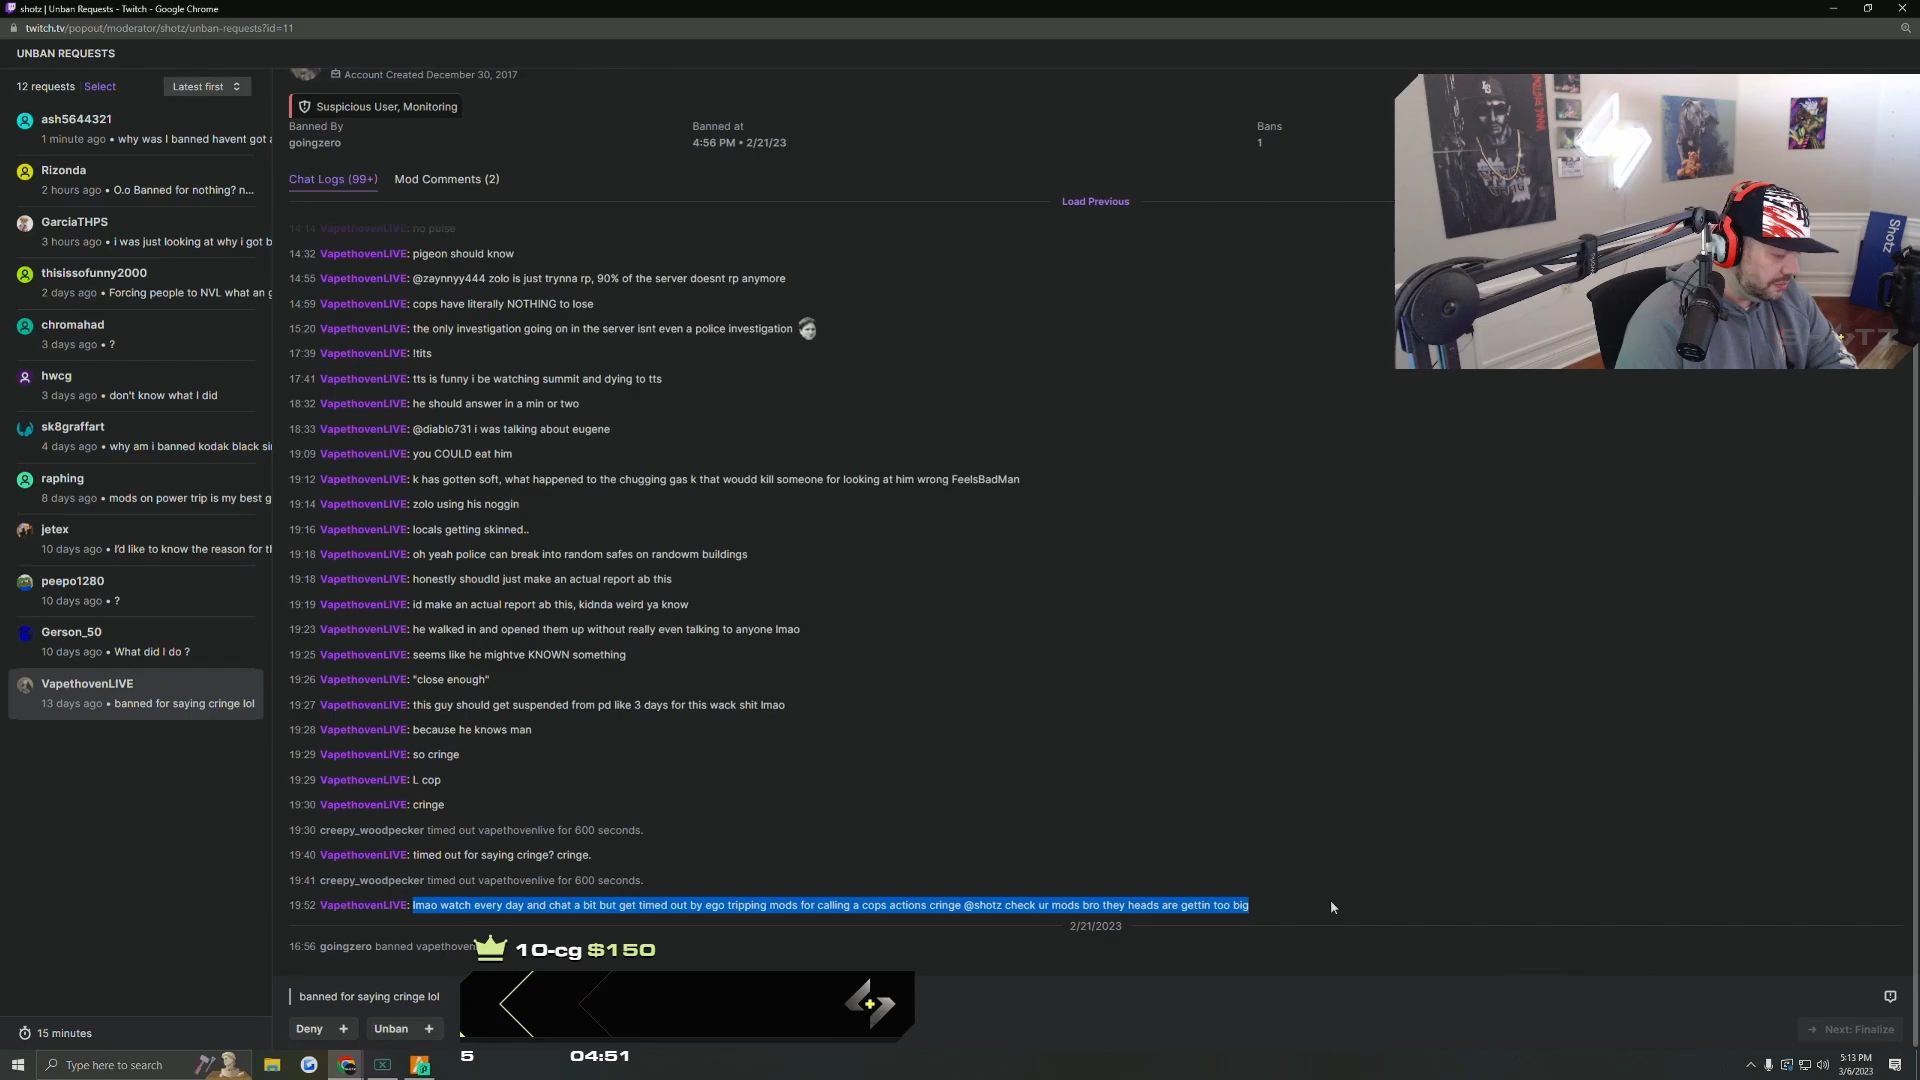 shotz | Unban Requests - Twitch - Google Chrome
twitch.tv/popout/moderator/shotz/unban-requests?id=11
UNBAN REQUESTS
12 requests Select Latest first
ash5644321
1 minute ago • why was I banned havent got a
Rizonda
2 hours ago • O.o Banned for nothing? n...
GarciaTHPS
3 hours ago • i was just looking at why i got b
thisissofunny2000
2 days ago • Forcing people to NVL what an g
chromahad
3 days ago • ?
hwcg
3 days ago • don't know what I did
sk8graffart
4 days ago • why am i banned kodak black si
raphing
8 days ago • mods on power trip is my best g
jetex
10 days ago • I'd like to know the reason for th
peepo1280
10 days ago • ?
Gerson_50
10 days ago • What did I do ?
VapethovenLIVE
13 days ago • banned for saying cringe lol
15 minutes
Account Created December 30, 2017
Suspicious User, Monitoring
Banned By Banned at Bans
goingzero 4:56 PM • 2/21/23 1
Chat Logs (99+) Mod Comments (2)
Load Previous
14:14 VapethovenLIVE: no pulse
14:32 VapethovenLIVE: pigeon should know
14:55 VapethovenLIVE: @zaynnyy444 zolo is just trynna rp, 90% of the server doesnt rp anymore
14:59 VapethovenLIVE: cops have literally NOTHING to lose
15:20 VapethovenLIVE: the only investigation going on in the server isnt even a police investigation
17:39 VapethovenLIVE: !tits
17:41 VapethovenLIVE: tts is funny i be watching summit and dying to tts
18:32 VapethovenLIVE: he should answer in a min or two
18:33 VapethovenLIVE: @diablo731 i was talking about eugene
19:09 VapethovenLIVE: you COULD eat him
19:12 VapethovenLIVE: k has gotten soft, what happened to the chugging gas k that woudd kill someone for looking at him wrong FeelsBadMan
19:14 VapethovenLIVE: zolo using his noggin
19:16 VapethovenLIVE: locals getting skinned..
19:18 VapethovenLIVE: oh yeah police can break into random safes on randowm buildings
19:18 VapethovenLIVE: honestly shoudld just make an actual report ab this
19:19 VapethovenLIVE: id make an actual report ab this, kidnda weird ya know
19:23 VapethovenLIVE: he walked in and opened them up without really even talking to anyone lmao
19:25 VapethovenLIVE: seems like he mightve KNOWN something
19:26 VapethovenLIVE: "close enough"
19:27 VapethovenLIVE: this guy should get suspended from pd like 3 days for this wack shit lmao
19:28 VapethovenLIVE: because he knows man
19:29 VapethovenLIVE: so cringe
19:29 VapethovenLIVE: L cop
19:30 VapethovenLIVE: cringe
19:30 creepy_woodpecker timed out vapethovenlive for 600 seconds.
19:40 VapethovenLIVE: timed out for saying cringe? cringe.
19:41 creepy_woodpecker timed out vapethovenlive for 600 seconds.
19:52 VapethovenLIVE: lmao watch every day and chat a bit but get timed out by ego tripping mods for calling a cops actions cringe @shotz check ur mods bro they heads are gettin too big
2/21/2023
16:56 goingzero banned vapethoven
10-cg $150
banned for saying cringe lol
Deny + Unban +
Next: Finalize
5 04:51
Shotz
Type here to search
5:13 PM
3/6/2023